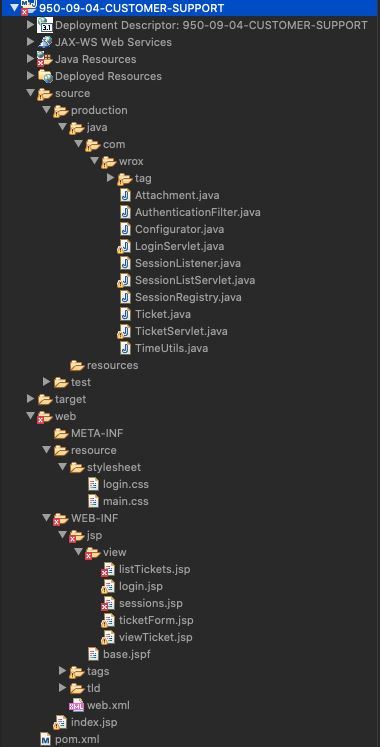 950-09-04-CUSTOMER-SUPPORT
Deployment Descriptor: 950-09-04-CUSTOMER-SUPPORT
JAX-WS Web Services
Java Resources
Deployed Resources
source
production
java
com
wrox
tag
Attachment.java
AuthenticationFilter.java
Configurator.java
LoginServlet.java
SessionListener.java
SessionListServlet.java
SessionRegistry.java
Ticket.java
TicketServlet.java
TimeUtils.java
resources
test
target
web
META-INF
resource
stylesheet
login.css
main.css
WEB-INF
jsp
view
listTickets.jsp
login.jsp
sessions.jsp
ticketForm.jsp
viewTicket.jsp
base.jspf
tags
tld
web.xml
index.jsp
pom.xml